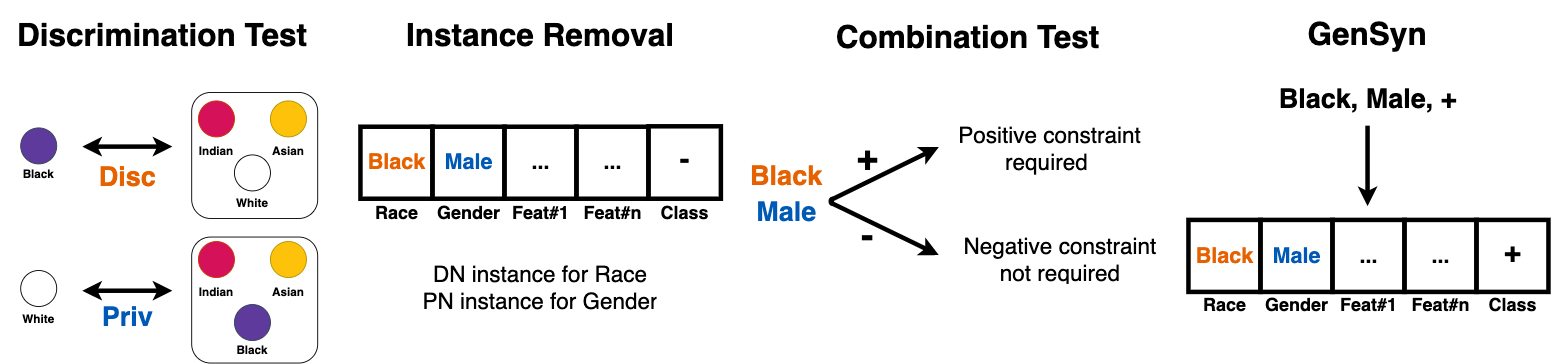 Discrimination Test
Black
Disc
Indian
Asian
White
White
Priv
Indian
Asian
Black
Instance Removal
Black Male ... ... -
Race Gender Feat#1 Feat#n Class
DN instance for Race
PN instance for Gender
Combination Test
Black
Male
+
Positive constraint
required
-
Negative constraint
not required
GenSyn
Black, Male, +
Black Male ... ... +
Race Gender Feat#1 Feat#n Class